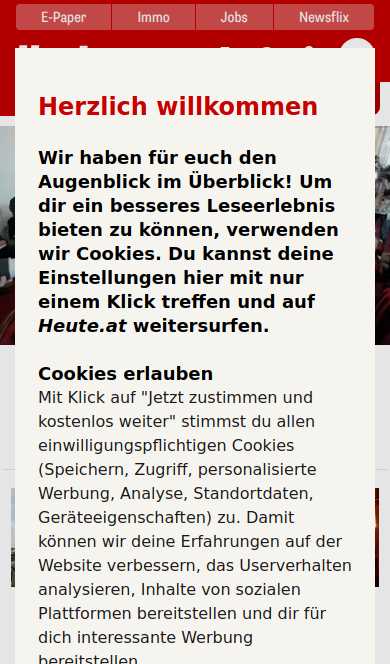 E-Paper
Immo
Jobs
Newsflix
Herzlich willkommen
Wir haben für euch den
Augenblick im Überblick! Um
dir ein besseres Leseerlebnis
bieten zu können, verwenden
wir Cookies. Du kannst deine
Einstellungen hier mit nur
einem Klick treffen und auf
Heute.at weitersurfen.
Cookies erlauben
Mit Klick auf "Jetzt zustimmen und
kostenlos weiter" stimmst du allen
einwilligungspflichtigen Cookies
(Speichern, Zugriff, personalisierte
Werbung, Analyse, Standortdaten,
Geräteeigenschaften) zu. Damit
können wir deine Erfahrungen auf der
Website verbessern, das Userverhalten
analysieren, Inhalte von sozialen
Plattformen bereitstellen und dir für
dich interessante Werbung
bereitstellen